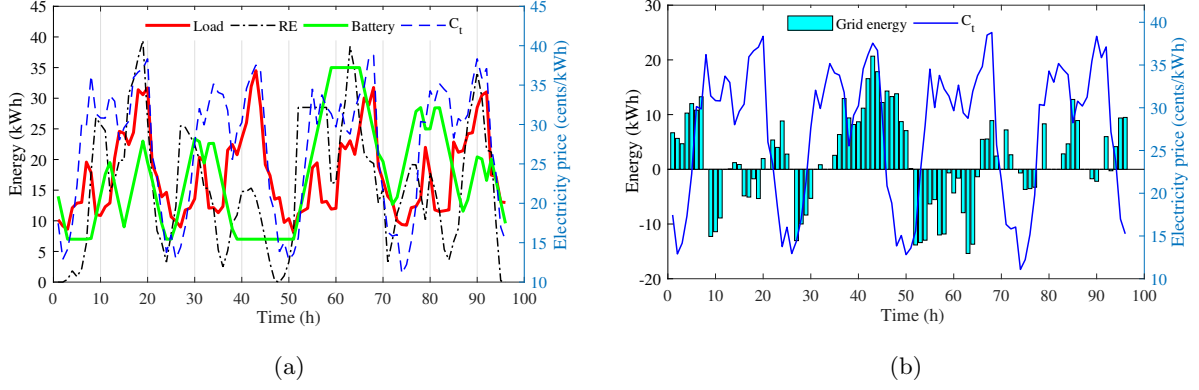 Load RE Battery C_t
Energy (kWh)
45
40
35
30
25
20
15
10
5
0
0 10 20 30 40 50 60 70 80 90 100
Time (h)
40
35
30
25
20
15
10
Electricity price (cents/kWh)
(a)
Grid energy C_t
Energy (kWh)
30
20
10
0
-10
-20
0 10 20 30 40 50 60 70 80 90 100
Time (h)
40
35
30
25
20
15
10
Electricity price (cents/kWh)
(b)